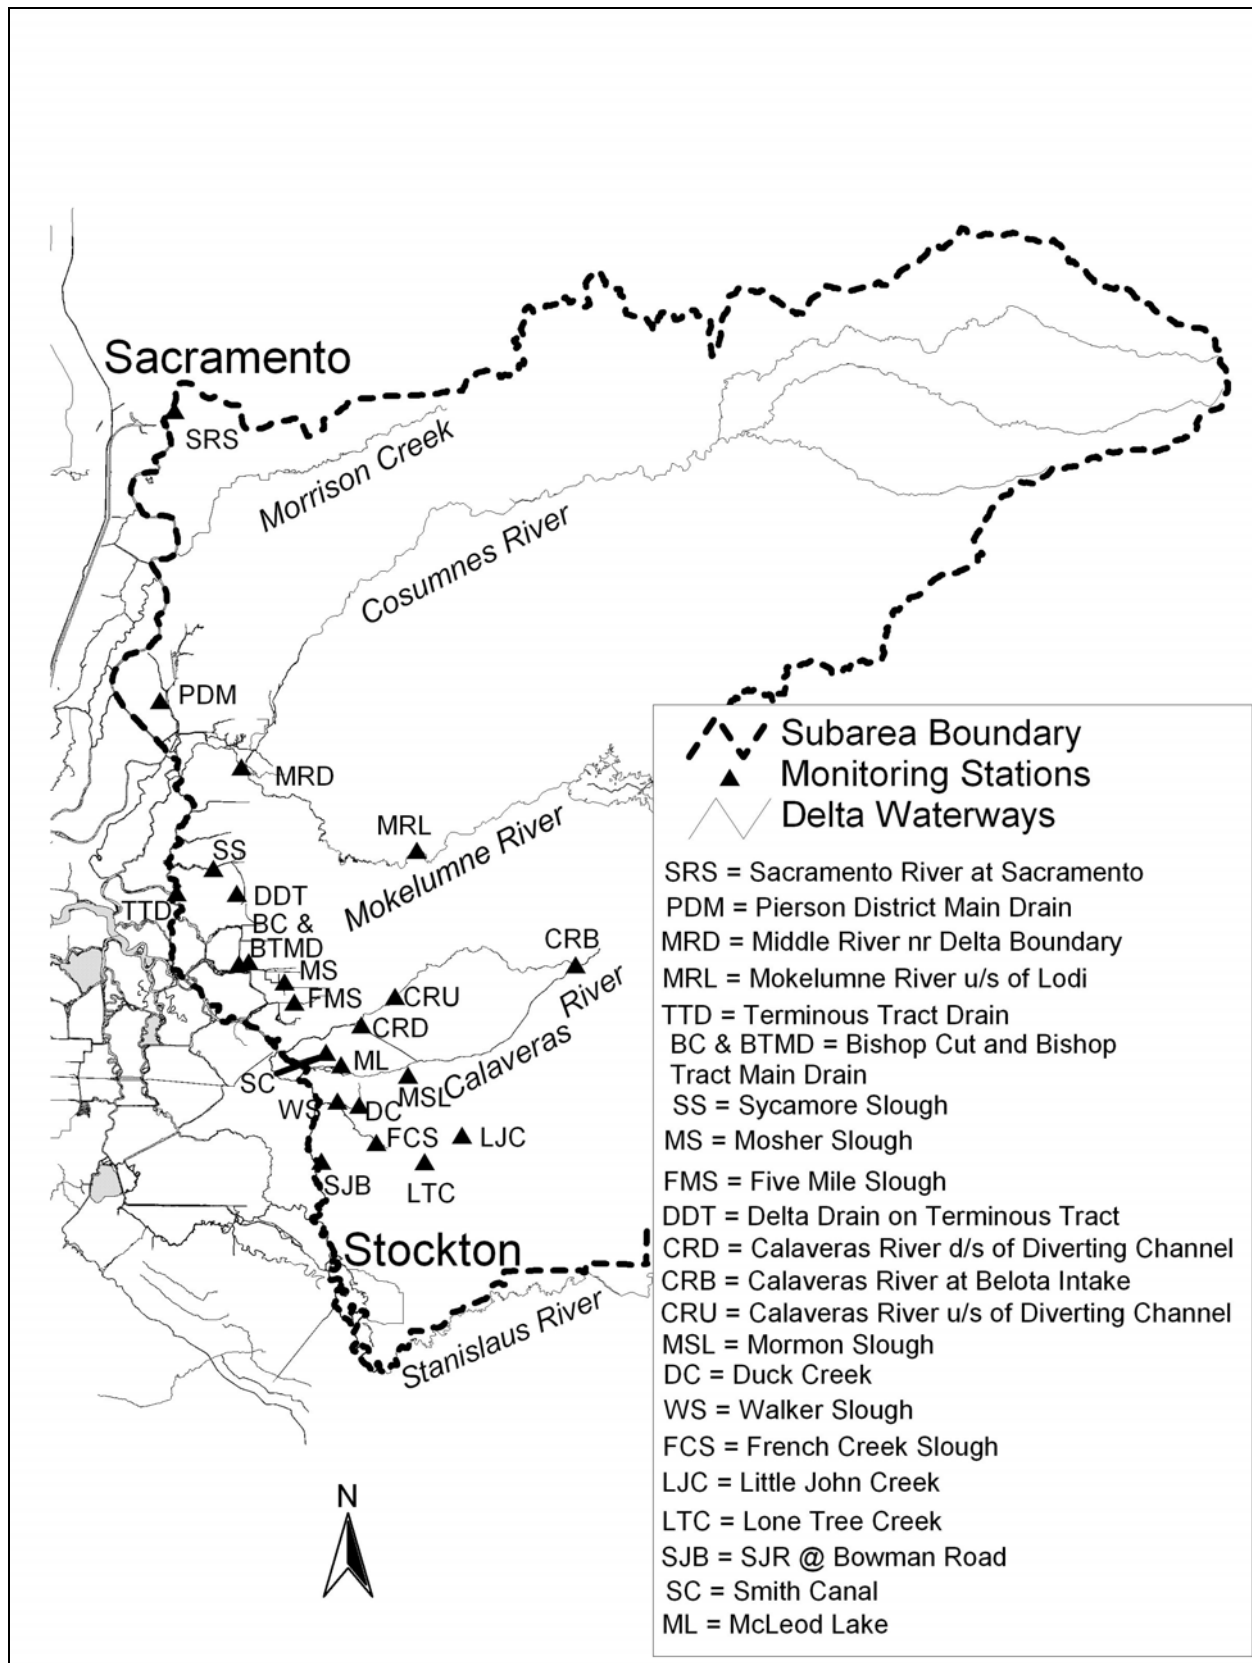 Sacramento
SRS
Morrison Creek
Cosumnes River
PDM
MRD
MRL
Mokelumne River
SS
DDT
TTD
BC &
BTMD
MS
FMS
CRB
CRU
CRD
Calaveras River
ML
SC
MSL
WS
DC
FCS
LJC
SJB
LTC
Stockton
Stanislaus River
N
Subarea Boundary
Monitoring Stations
Delta Waterways
SRS = Sacramento River at Sacramento
PDM = Pierson District Main Drain
MRD = Middle River nr Delta Boundary
MRL = Mokelumne River u/s of Lodi
TTD = Terminous Tract Drain
BC & BTMD = Bishop Cut and Bishop
Tract Main Drain
SS = Sycamore Slough
MS = Mosher Slough
FMS = Five Mile Slough
DDT = Delta Drain on Terminous Tract
CRD = Calaveras River d/s of Diverting Channel
CRB = Calaveras River at Belota Intake
CRU = Calaveras River u/s of Diverting Channel
MSL = Mormon Slough
DC = Duck Creek
WS = Walker Slough
FCS = French Creek Slough
LJC = Little John Creek
LTC = Lone Tree Creek
SJB = SJR @ Bowman Road
SC = Smith Canal
ML = McLeod Lake